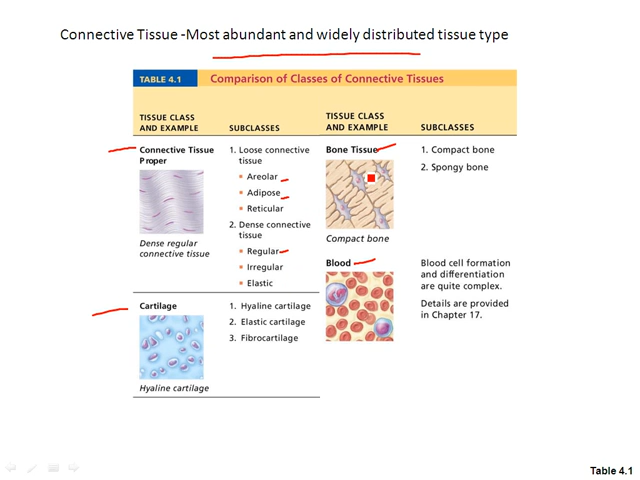 Connective Tissue -Most abundant and widely distributed tissue type
TABLE 4.1 Comparison of Classes of Connective Tissues
TISSUE CLASS
AND EXAMPLE
SUBCLASSES
Connective Tissue
Proper
Dense regular
connective tissue
1. Loose connective
tissue
• Areolar
• Adipose
• Reticular
2. Dense connective
tissue
• Regular
• Irregular
• Elastic
Cartilage
Hyaline cartilage
1. Hyaline cartilage
2. Elastic cartilage
3. Fibrocartilage
TISSUE CLASS
AND EXAMPLE
SUBCLASSES
Bone Tissue
Compact bone
1. Compact bone
2. Spongy bone
Blood
Blood cell formation
and differentiation
are quite complex.
Details are provided
in Chapter 17.
Table 4.1